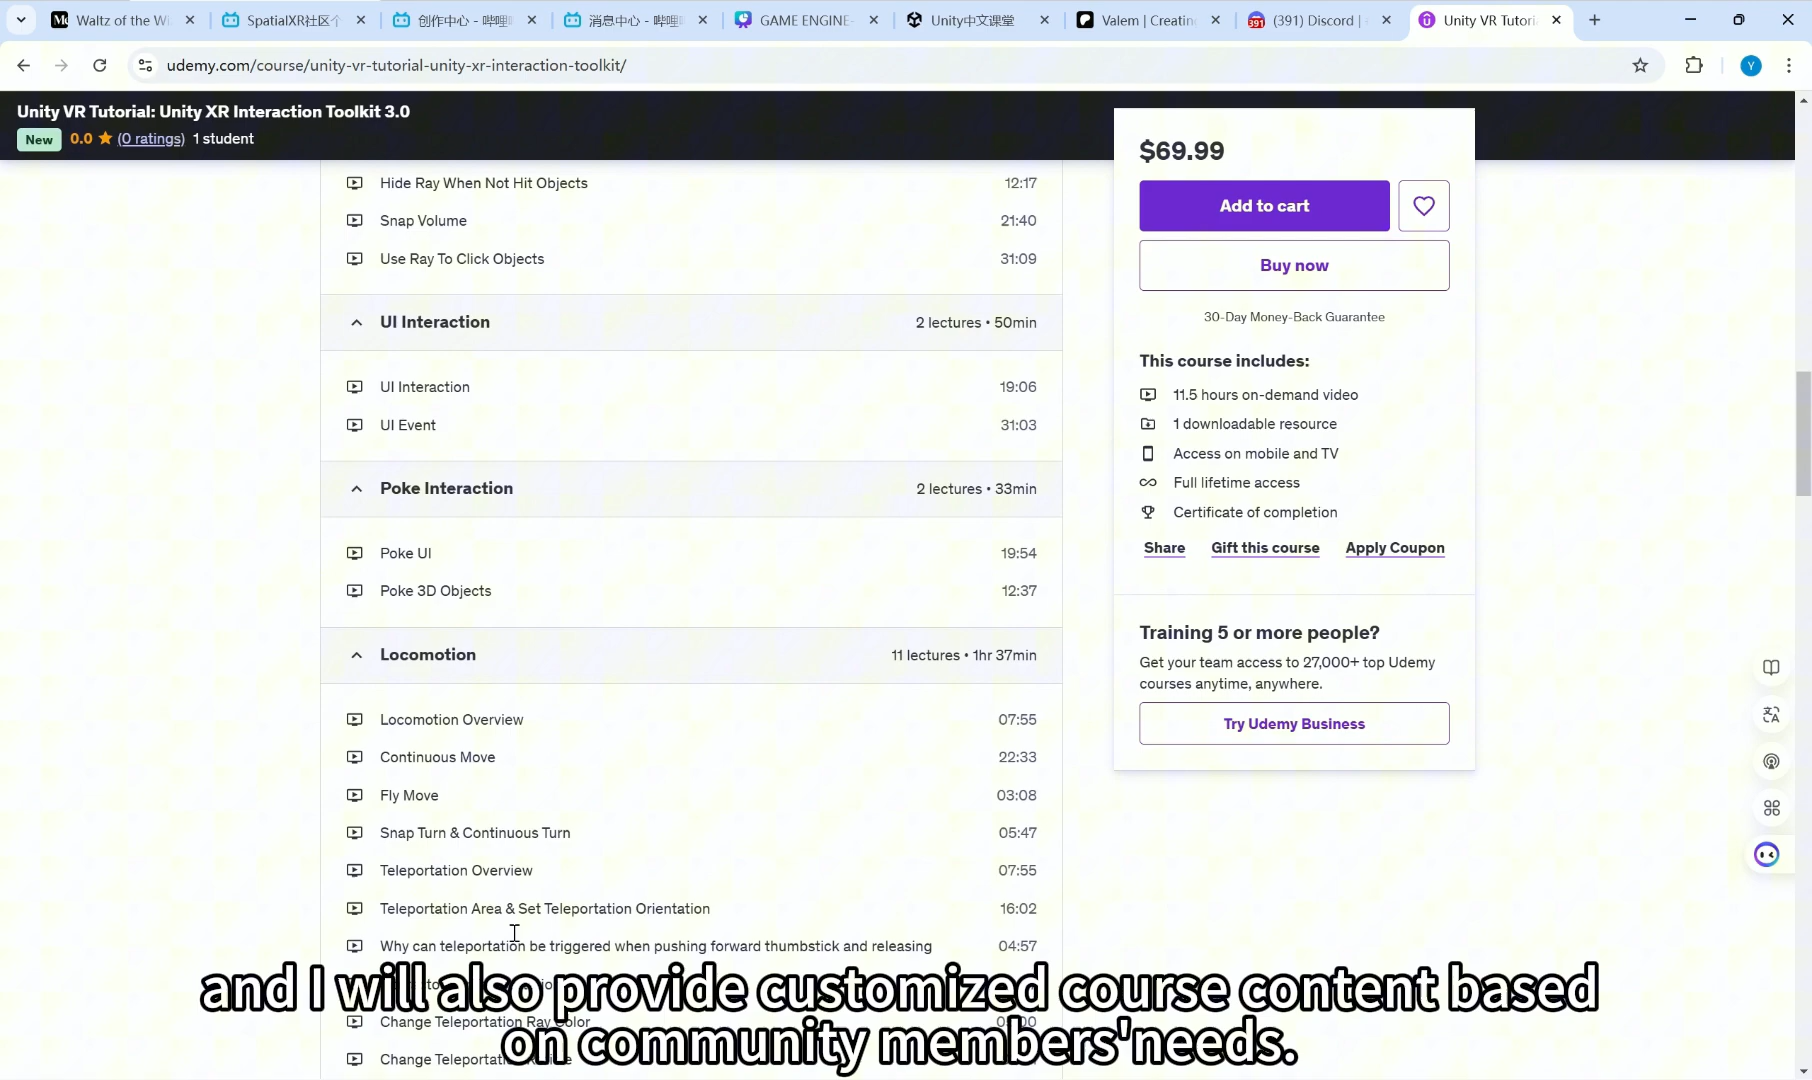 Waltz of the Wi
SpatialXR社区个
创作中心 - 哔哩
消息中心 - 哔哩
GAME ENGINE-
Unity中文课堂
Valem | Creatin
(391) Discord |
Unity VR Tutori
udemy.com/course/unity-vr-tutorial-unity-xr-interaction-toolkit/
Y
Unity VR Tutorial: Unity XR Interaction Toolkit 3.0
New 0.0 (0 ratings) 1 student
Hide Ray When Not Hit Objects 12:17
Snap Volume 21:40
Use Ray To Click Objects 31:09
UI Interaction 2 lectures • 50min
UI Interaction 19:06
UI Event 31:03
Poke Interaction 2 lectures • 33min
Poke UI 19:54
Poke 3D Objects 12:37
Locomotion 11 lectures • 1hr 37min
Locomotion Overview 07:55
Continuous Move 22:33
Fly Move 03:08
Snap Turn & Continuous Turn 05:47
Teleportation Overview 07:55
Teleportation Area & Set Teleportation Orientation 16:02
Why can teleportation be triggered when pushing forward thumbstick and releasing 04:57
Change Teleportation Ray Color
Change
$69.99
Add to cart
Buy now
30-Day Money-Back Guarantee
This course includes:
11.5 hours on-demand video
1 downloadable resource
Access on mobile and TV
Full lifetime access
Certificate of completion
Share Gift this course Apply Coupon
Training 5 or more people?
Get your team access to 27,000+ top Udemy
courses anytime, anywhere.
Try Udemy Business
and I will also provide customized course content based
on community members'needs.